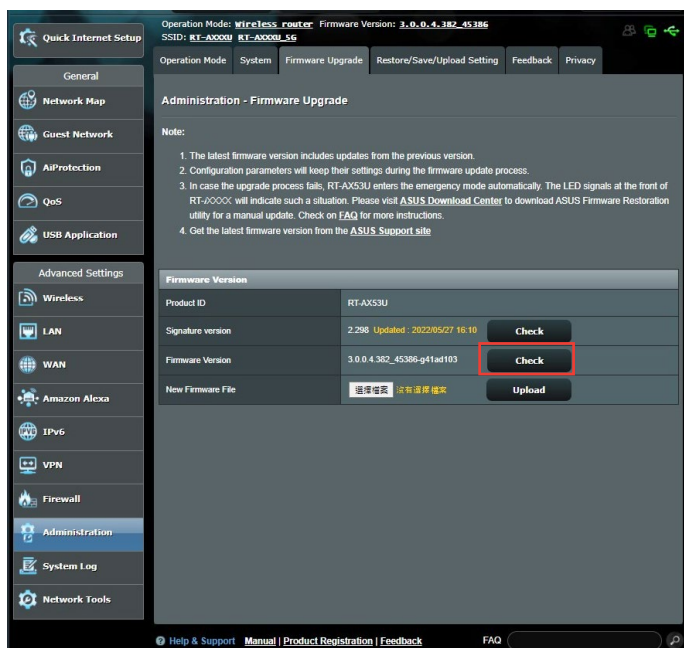 Quick Internet Setup
General
Network Map
Guest Network
AiProtection
QoS
USB Application
Advanced Settings
Wireless
LAN
WAN
Amazon Alexa
IPv6
VPN
Firewall
Administration
System Log
Network Tools
Operation Mode: Wireless router Firmware Version: 3.0.0.4.382_45386
SSID: RT-AXXXU RT-AXXXU_5G
Operation Mode System Firmware Upgrade Restore/Save/Upload Setting Feedback Privacy
Administration - Firmware Upgrade
Note:
1. The latest firmware version includes updates from the previous version.
2. Configuration parameters will keep their settings during the firmware update process.
3. In case the upgrade process fails, RT-AX53U enters the emergency mode automatically. The LED signals at the front of
RT-AXXXX will indicate such a situation. Please visit ASUS Download Center to download ASUS Firmware Restoration
utility for a manual update. Check on FAQ for more instructions.
4. Get the latest firmware version from the ASUS Support site
Firmware Version
Product ID RT-AX53U
Signature version 2.298 Updated : 2022/05/27 16:10 Check
Firmware Version 3.0.0.4.382_45386-g41ad103 Check
New Firmware File 選擇檔案 沒有選擇檔案 Upload
Help & Support Manual | Product Registration | Feedback FAQ